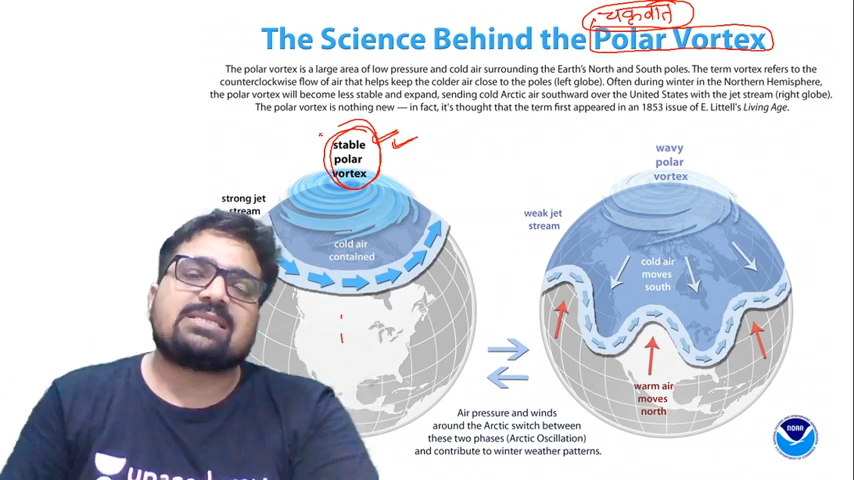 चक्रवात
The Science Behind the Polar Vortex
The polar vortex is a large area of low pressure and cold air surrounding the Earth's North and South poles. The term vortex refers to the
counterclockwise flow of air that helps keep the colder air close to the poles (left globe). Often during winter in the Northern Hemisphere,
the polar vortex will become less stable and expand, sending cold Arctic air southward over the United States with the jet stream (right globe).
The polar vortex is nothing new — in fact, it's thought that the term first appeared in an 1853 issue of E. Littell's Living Age.
stable
polar
vortex
strong jet
stream
cold air
contained
wavy
polar
vortex
weak jet
stream
cold air
moves
south
warm air
moves
north
Air pressure and winds
around the Arctic switch between
these two phases (Arctic Oscillation)
and contribute to winter weather patterns.
NOAA